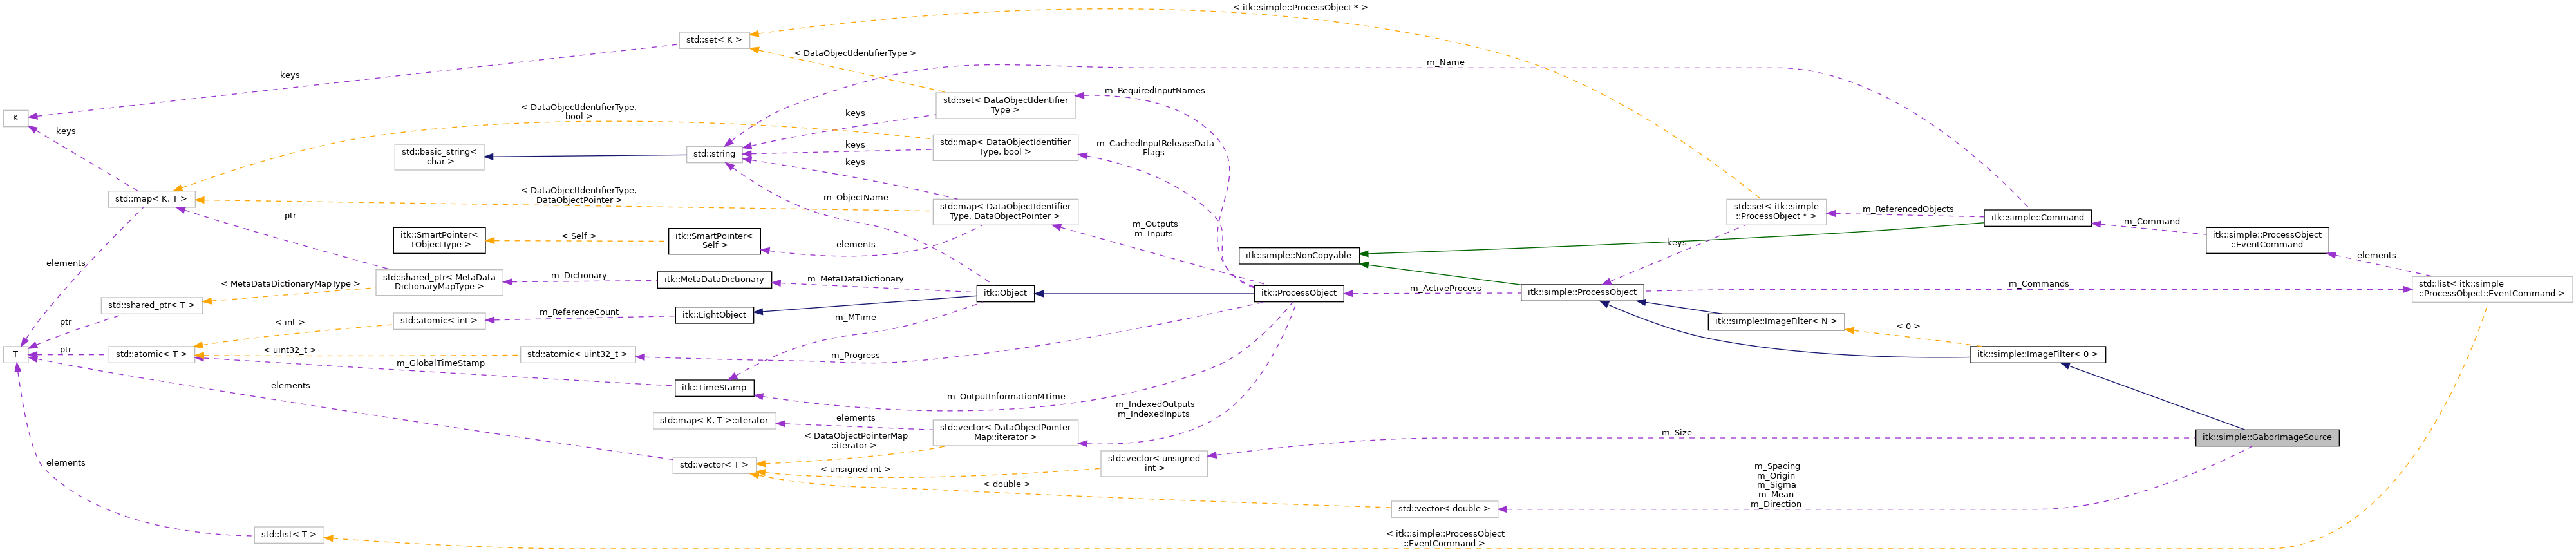 < itk::simple::ProcessObject * >
std::set< K >
< DataObjectIdentifierType >
m_Name
keys
m_RequiredInputNames
std::set< DataObjectIdentifier
Type >
< DataObjectIdentifierType,
bool >
keys
K
keys
std::map< DataObjectIdentifier
Type, bool >
keys
m_CachedInputReleaseData
Flags
std::basic_string<
char >
std::string
keys
std::map< K, T >
< DataObjectIdentifierType,
DataObjectPointer >
m_ObjectName
std::map< DataObjectIdentifier
Type, DataObjectPointer >
m_Outputs
m_Inputs
std::set< itk::simple
::ProcessObject * >
m_ReferencedObjects
itk::simple::Command
m_Command
itk::simple::ProcessObject
::EventCommand
ptr
itk::SmartPointer<
TObjectType >
< Self >
itk::SmartPointer<
Self >
elements
itk::simple::NonCopyable
keys
elements
elements
std::shared_ptr< MetaData
DictionaryMapType >
m_Dictionary
itk::MetaDataDictionary
m_MetaDataDictionary
itk::Object
itk::ProcessObject
m_ActiveProcess
itk::simple::ProcessObject
m_Commands
std::list< itk::simple
::ProcessObject::EventCommand >
< MetaDataDictionaryMapType >
std::shared_ptr< T >
ptr
< int >
std::atomic< int >
m_ReferenceCount
itk::LightObject
m_MTime
itk::simple::ImageFilter< N >
< 0 >
T
ptr
std::atomic< T >
< uint32_t >
std::atomic< uint32_t >
m_Progress
itk::simple::ImageFilter< 0 >
m_GlobalTimeStamp
itk::TimeStamp
elements
m_OutputInformationMTime
m_IndexedOutputs
m_IndexedInputs
std::map< K, T >::iterator
elements
std::vector< DataObjectPointer
Map::iterator >
m_Size
itk::simple::GaborImageSource
< DataObjectPointerMap
::iterator >
elements
std::vector< T >
< unsigned int >
std::vector< unsigned
int >
< double >
m_Spacing
m_Origin
m_Sigma
m_Mean
m_Direction
std::vector< double >
std::list< T >
< itk::simple::ProcessObject
::EventCommand >